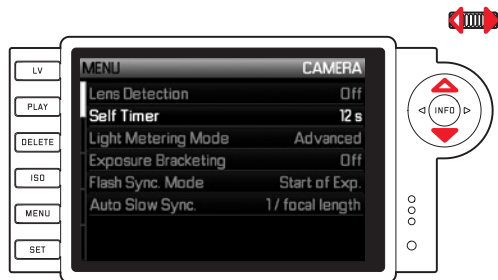 LV
PLAY
DELETE
ISO
MENU
SET
MENU CAMERA
Lens Detection Off
Self Timer 12 s
Light Metering Mode Advanced
Exposure Bracketing Off
Flash Sync. Mode Start of Exp.
Auto Slow Sync. 1/ focal length
INFO